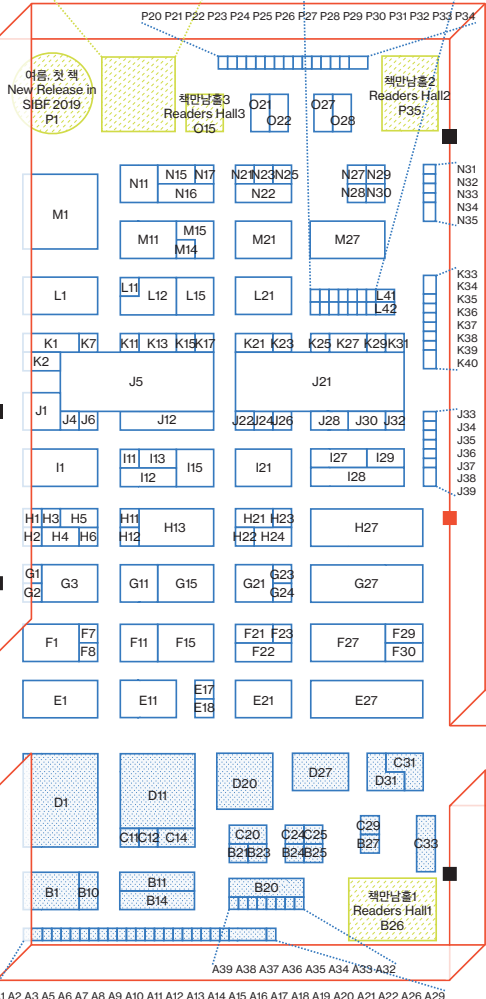 P20 P21 P22 P23 P24 P25 P26 P27 P28 P29 P30 P31 P32 P33 P34
여름, 첫 책
New Release in
SIBF 2019
P1
책만남홀3
Readers Hall3
O15
O21
O22
O27
O28
책만남홀2
Readers Hall2
P35
N11
N15 N17
N16
N21 N23 N25
N22
N27 N29
N28 N30
N31
N32
N33
N34
N35
M1
M11
M15
M14
M21
M27
L1
L11
L12
L15
L21
L41
L42
K33
K34
K35
K36
K37
K38
K39
K40
K1 K7 K11 K13 K15 K17 K21 K23 K25 K27 K29 K31
K2
J5
J21
J1
J4 J6 J12 J22 J24 J26 J28 J30 J32
J33
J34
J35
J36
J37
J38
J39
I1
I11 I13
I12
I15
I21
I27 I29
I28
H1 H3 H5
H2 H4 H6
H11
H12
H13
H21 H23
H22 H24
H27
G1
G2
G3
G11
G15
G21
G23
G24
G27
F1
F7
F8
F11
F15
F21 F23
F22
F27
F29
F30
E1
E11
E17
E18
E21
E27
D1
D11
D20
D27
C31
D31
C11 C12 C14
C20
B21 B23
C24 C25
B24 B25
C29
B27
C33
B1 B10
B11
B14
B20
책만남홀1
Readers Hall1
B26
A39 A38 A37 A36 A35 A34 A33 A32
A2 A3 A5 A6 A7 A8 A9 A10 A11 A12 A13 A14 A15 A16 A17 A18 A19 A20 A21 A22 A26 A29